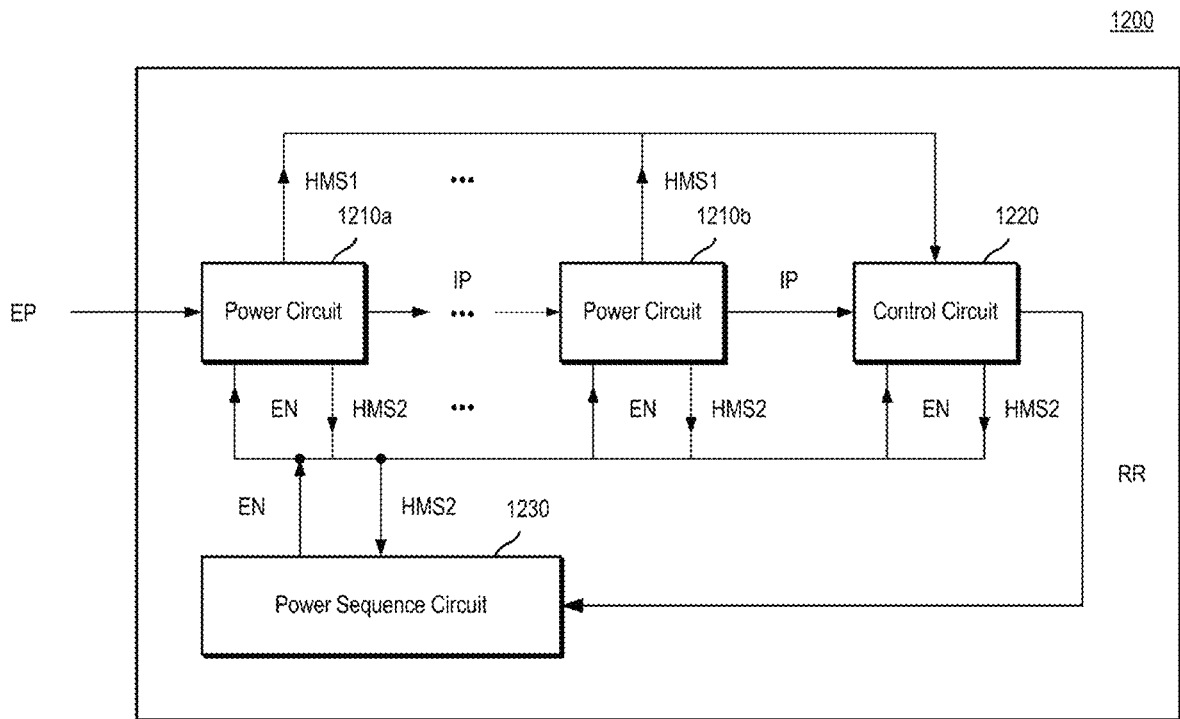 1200
HMS1
•••
HMS1
1210a
1210b
1220
EP
Power Circuit
IP
•••
Power Circuit
IP
Control Circuit
EN
HMS2
•••
EN
HMS2
EN
HMS2
RR
EN
HMS2
1230
Power Sequence Circuit